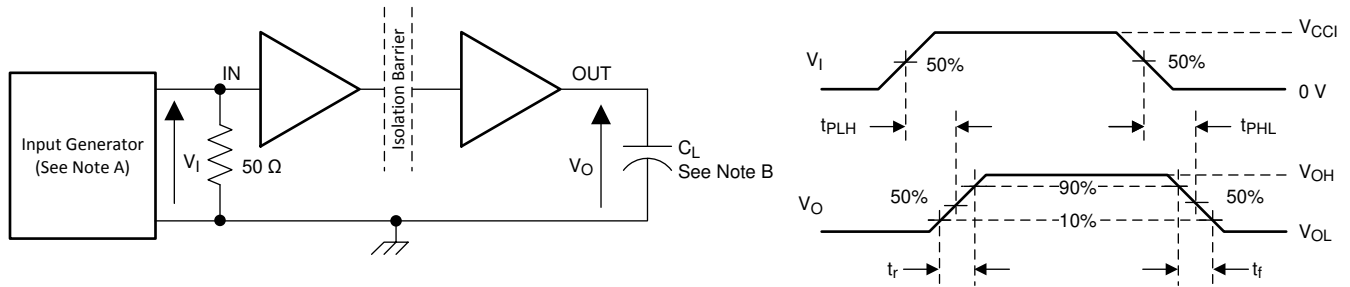 Input Generator
(See Note A)
V_I
IN
50 Ω
Isolation Barrier
OUT
V_O
C_L
See Note B
V_I
50%
50%
V_CCI
0 V
t_PLH
t_PHL
V_O
50%
90%
10%
50%
V_OH
V_OL
t_r
t_f